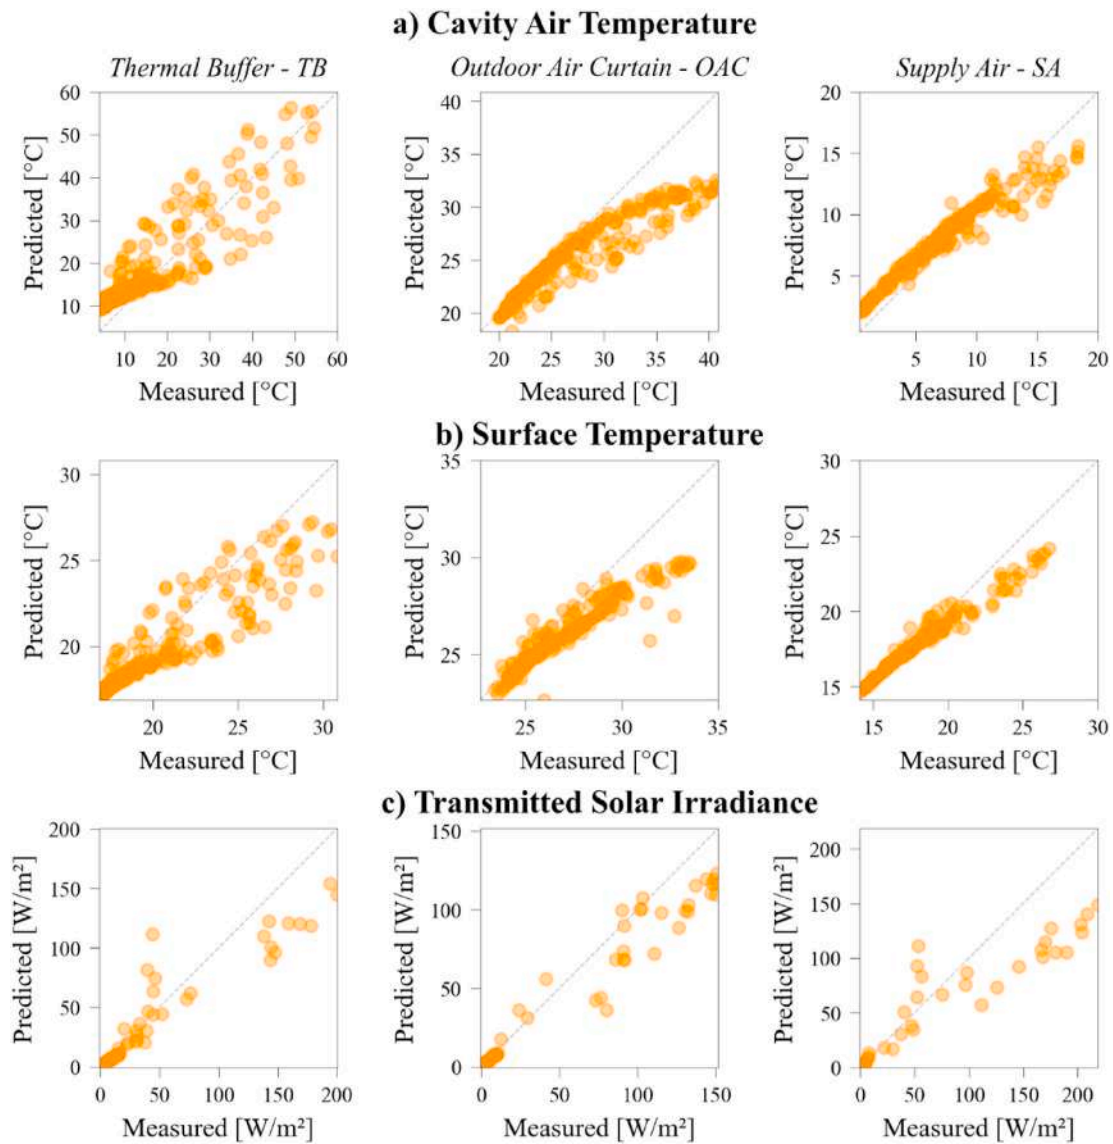 a) Cavity Air Temperature
Thermal Buffer - TB
Outdoor Air Curtain - OAC
Supply Air - SA
Predicted [°C]
60
50
40
30
20
10
10 20 30 40 50 60
Measured [°C]
Predicted [°C]
40
35
30
25
20
20 25 30 35 40
Measured [°C]
Predicted [°C]
20
15
10
5
5 10 15 20
Measured [°C]
b) Surface Temperature
Predicted [°C]
30
25
20
20 25 30
Measured [°C]
Predicted [°C]
35
30
25
25 30 35
Measured [°C]
Predicted [°C]
30
25
20
15
15 20 25 30
Measured [°C]
c) Transmitted Solar Irradiance
Predicted [W/m²]
200
150
100
50
0
0 50 100 150 200
Measured [W/m²]
Predicted [W/m²]
150
100
50
0
0 50 100 150
Measured [W/m²]
Predicted [W/m²]
200
150
100
50
0
0 50 100 150 200
Measured [W/m²]